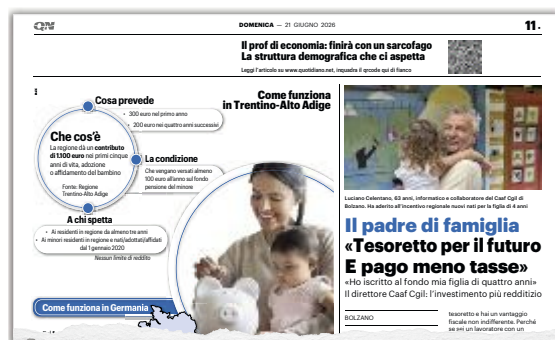 QN
DOMENICA — 21 GIUGNO 2026
11 •
Il prof di economia: finirà con un sarcofago
La struttura demografica che ci aspetta
Leggi l'articolo su www.quotidiano.net, inquadra il qrcode qui di fianco
Come funziona
in Trentino-Alto Adige
Cosa prevede
• 300 euro nel primo anno
• 200 euro nei quattro anni successivi
Che cos'è
La regione dà un contributo
di 1.100 euro nei primi cinque
anni di vita, adozione
o affidamento del bambino
Fonte: Regione
Trentino-Alto Adige
La condizione
Che vengano versati almeno
100 euro all'anno sul fondo
pensione del minore
A chi spetta
• Ai residenti in regione da almeno tre anni
• Ai minori residenti in regione e nati/adottati/affidati
dal 1 gennaio 2020
Nessun limite di reddito
Come funziona in Germania
Luciano Celentano, 63 anni, informatico e collaboratore del Caaf Cgil di
Bolzano. Ha aderito all'incentivo regionale nuovi nati per la figlia di 4 anni
Il padre di famiglia
«Tesoretto per il futuro
E pago meno tasse»
«Ho iscritto al fondo mia figlia di quattro anni»
Il direttore Caaf Cgil: l'investimento più redditizio
BOLZANO
tesoretto e hai un vantaggio
fiscale non indifferente. Perché
se sei un lavoratore con un